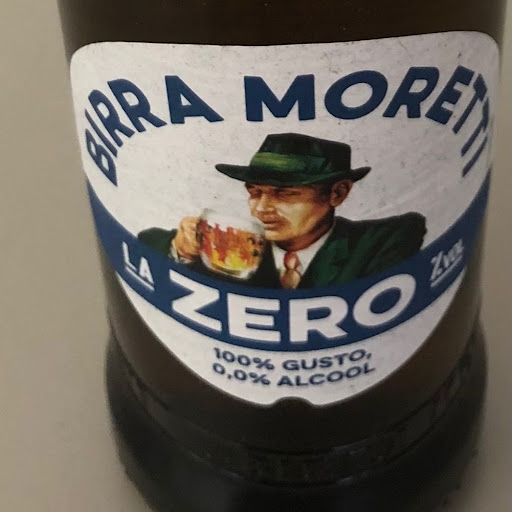 BIRRA MORETTI
LA ZERO
100% GUSTO,
0,0% ALCOOL